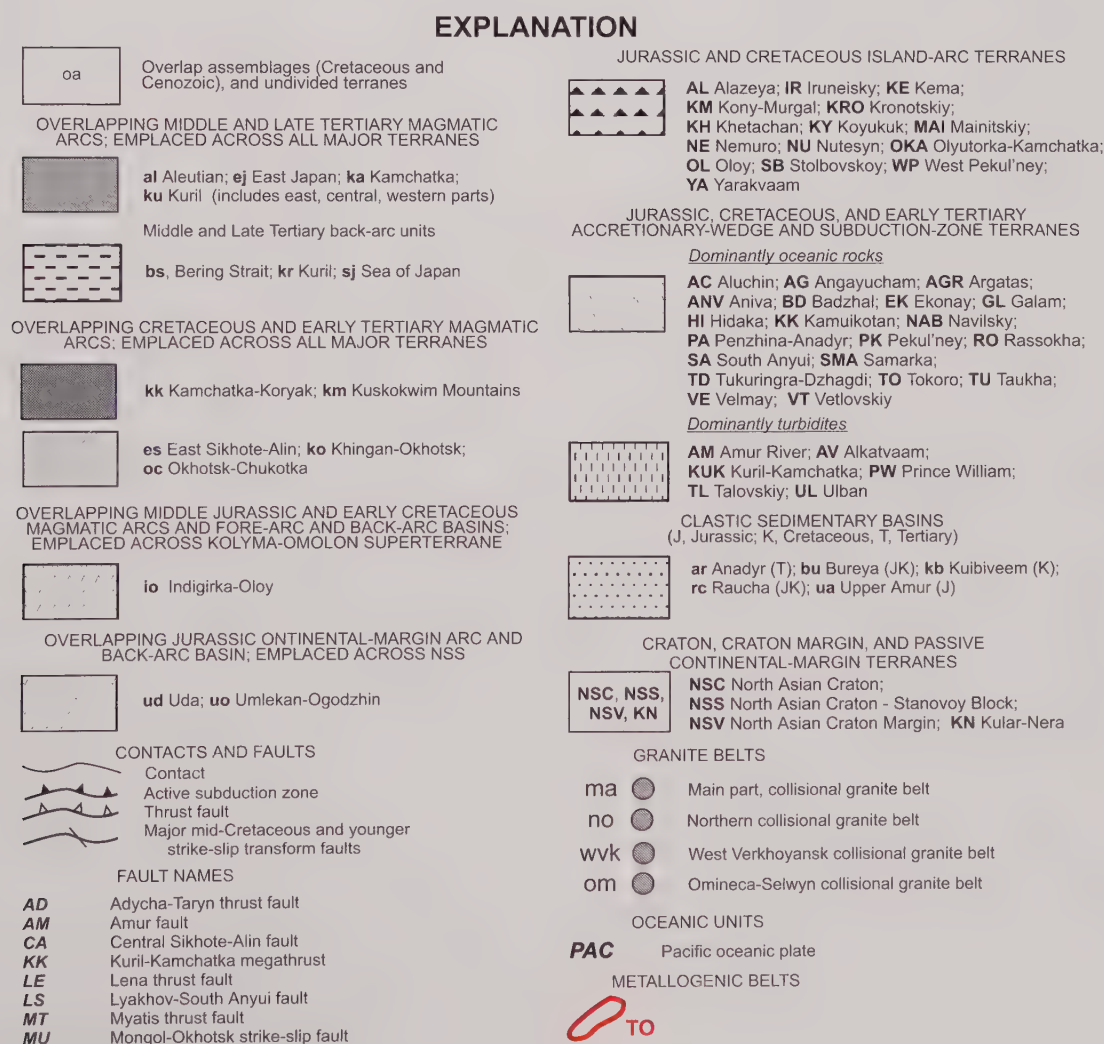 EXPLANATION
oa
Overlap assemblages (Cretaceous and
Cenozoic), and undivided terranes
OVERLAPPING MIDDLE AND LATE TERTIARY MAGMATIC
ARCS; EMPLACED ACROSS ALL MAJOR TERRANES
al Aleutian; ej East Japan; ka Kamchatka;
ku Kuril (includes east, central, western parts)
Middle and Late Tertiary back-arc units
bs, Bering Strait; kr Kuril; sj Sea of Japan
OVERLAPPING CRETACEOUS AND EARLY TERTIARY MAGMATIC
ARCS; EMPLACED ACROSS ALL MAJOR TERRANES
kk Kamchatka-Koryak; km Kuskokwim Mountains
es East Sikhote-Alin; ko Khingan-Okhotsk;
oc Okhotsk-Chukotka
OVERLAPPING MIDDLE JURASSIC AND EARLY CRETACEOUS
MAGMATIC ARCS AND FORE-ARC AND BACK-ARC BASINS;
EMPLACED ACROSS KOLYMA-OMOLON SUPERTERRANE
io Indigirka-Oloy
OVERLAPPING JURASSIC ONTINENTAL-MARGIN ARC AND
BACK-ARC BASIN; EMPLACED ACROSS NSS
ud Uda; uo Umlekan-Ogodzhin
CONTACTS AND FAULTS
Contact
Active subduction zone
Thrust fault
Major mid-Cretaceous and younger
strike-slip transform faults
FAULT NAMES
AD Adycha-Taryn thrust fault
AM Amur fault
CA Central Sikhote-Alin fault
KK Kuril-Kamchatka megathrust
LE Lena thrust fault
LS Lyakhov-South Anyui fault
MT Myatis thrust fault
MU Mongol-Okhotsk strike-slip fault
JURASSIC AND CRETACEOUS ISLAND-ARC TERRANES
AL Alazeya; IR Iruneisky; KE Kema;
KM Kony-Murgal; KRO Kronotskiy;
KH Khetachan; KY Koyukuk; MAI Mainitskiy;
NE Nemuro; NU Nutesyn; OKA Olyutorka-Kamchatka;
OL Oloy; SB Stolbovskoy; WP West Pekul'ney;
YA Yarakvaam
JURASSIC, CRETACEOUS, AND EARLY TERTIARY
ACCRETIONARY-WEDGE AND SUBDUCTION-ZONE TERRANES
Dominantly oceanic rocks
AC Aluchin; AG Angayucham; AGR Argatas;
ANV Aniva; BD Badzhal; EK Ekonay; GL Galam;
HI Hidaka; KK Kamuikotan; NAB Navilsky;
PA Penzhina-Anadyr; PK Pekul'ney; RO Rassokha;
SA South Anyui; SMA Samarka;
TD Tukuringra-Dzhagdi; TO Tokoro; TU Taukha;
VE Velmay; VT Vetlovskiy
Dominantly turbidites
AM Amur River; AV Alkatvaam;
KUK Kuril-Kamchatka; PW Prince William;
TL Talovskiy; UL Ulban
CLASTIC SEDIMENTARY BASINS
(J, Jurassic; K, Cretaceous, T, Tertiary)
ar Anadyr (T); bu Bureya (JK); kb Kuibiveem (K);
rc Raucha (JK); ua Upper Amur (J)
CRATON, CRATON MARGIN, AND PASSIVE
CONTINENTAL-MARGIN TERRANES
NSC, NSS,
NSV, KN
NSC North Asian Craton;
NSS North Asian Craton - Stanovoy Block;
NSV North Asian Craton Margin; KN Kular-Nera
GRANITE BELTS
ma Main part, collisional granite belt
no Northern collisional granite belt
wvk West Verkhoyansk collisional granite belt
om Omineca-Selwyn collisional granite belt
OCEANIC UNITS
PAC Pacific oceanic plate
METALLOGENIC BELTS
TO